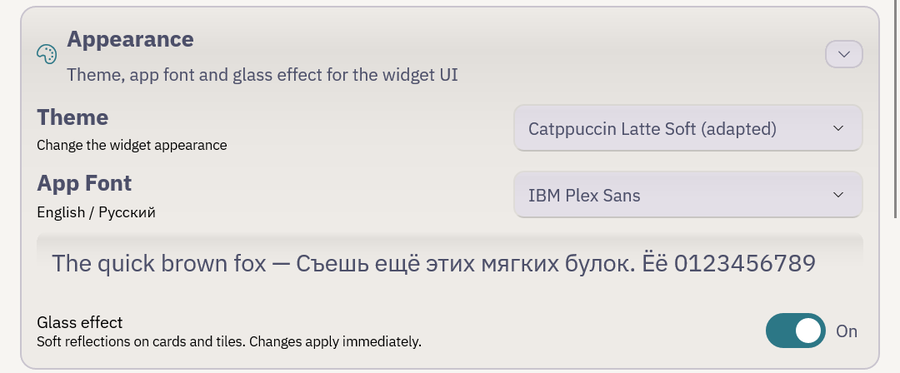 Appearance
Theme, app font and glass effect for the widget UI
Theme
Change the widget appearance
Catppuccin Latte Soft (adapted)
App Font
English / Русский
IBM Plex Sans
The quick brown fox — Съешь ещё этих мягких булок. Ёё 0123456789
Glass effect
Soft reflections on cards and tiles. Changes apply immediately.
On